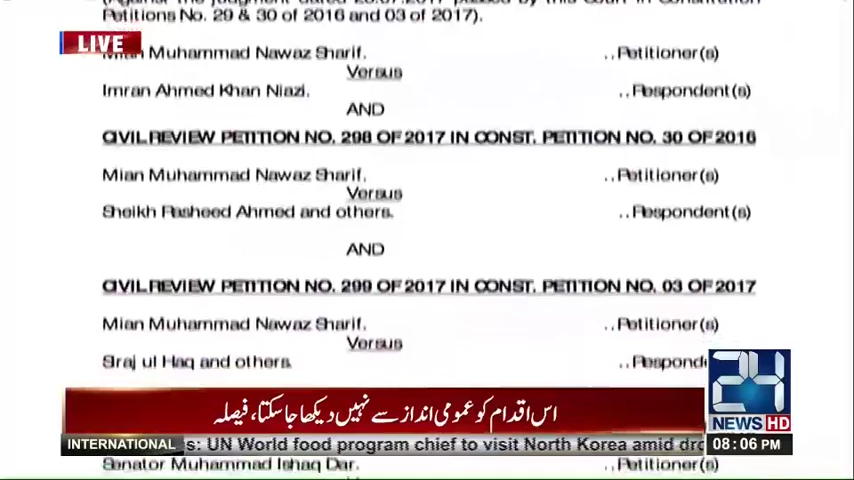 Petitions No. 29 & 30 of 2016 and 03 of 2017).
LIVE
Mian Muhammad Nawaz Sharif. ..Petitioner(s)
Versus
Imran Ahmed Khan Niazi. ..Respondent(s)
AND
CIVIL REVIEW PETITION NO. 298 OF 2017 IN CONST. PETITION NO. 30 OF 2016
Mian Muhammad Nawaz Sharif. ..Petitioner(s)
Versus
Sheikh Rasheed Ahmed and others. ..Respondent(s)
AND
CIVIL REVIEW PETITION NO. 299 OF 2017 IN CONST. PETITION NO. 03 OF 2017
Mian Muhammad Nawaz Sharif. ..Petitioner(s)
Versus
Siraj ul Haq and others. ..Respond
24 NEWS HD
اس اقدام کو عمومی انداز سے نہیں دیکھا جا سکتا، فیصلہ
INTERNATIONAL s: UN World food program chief to visit North Korea amid dro 08:06 PM
Senator Muhammad Ishaq Dar. ..Petitioner(s)